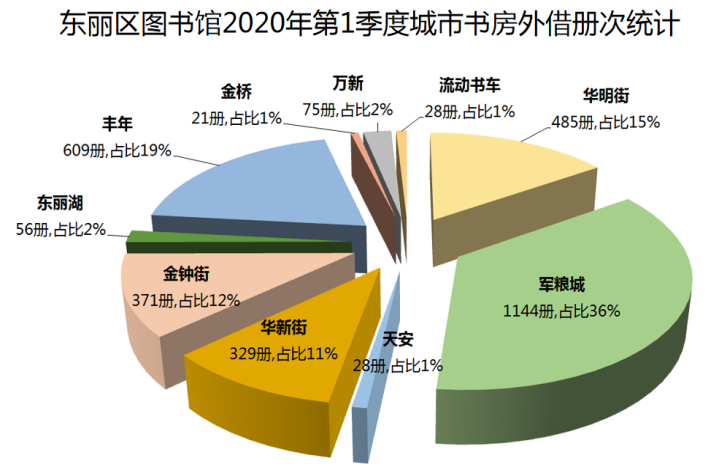 东丽区图书馆2020年第1季度城市书房外借册次统计
万新
75册,占比2%
流动书车
28册,占比1%
华明街
485册,占比15%
金桥
21册,占比1%
丰年
609册,占比19%
东丽湖
56册,占比2%
金钟街
371册,占比12%
军粮城
1144册,占比36%
华新街
329册,占比11%
天安
28册,占比1%